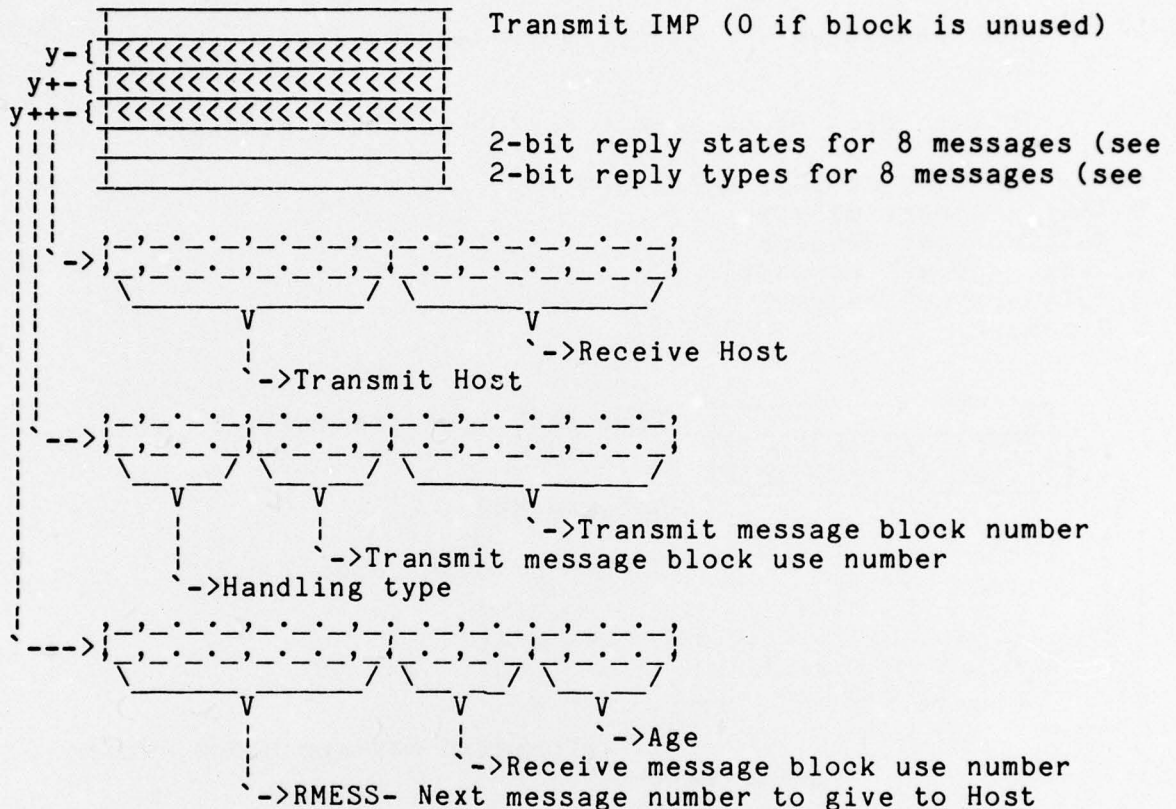 Transmit IMP (0 if block is unused)
y-{ <<<<<<<<<<<<<<<<<<
y+-{ <<<<<<<<<<<<<<<<<<
y++-{ <<<<<<<<<<<<<<<<<<
2-bit reply states for 8 messages (see
2-bit reply types for 8 messages (see
`->Receive Host
`->Transmit Host
`->Transmit message block number
`->Transmit message block use number
`->Handling type
`->Age
`->Receive message block use number
`->RMESS- Next message number to give to Host